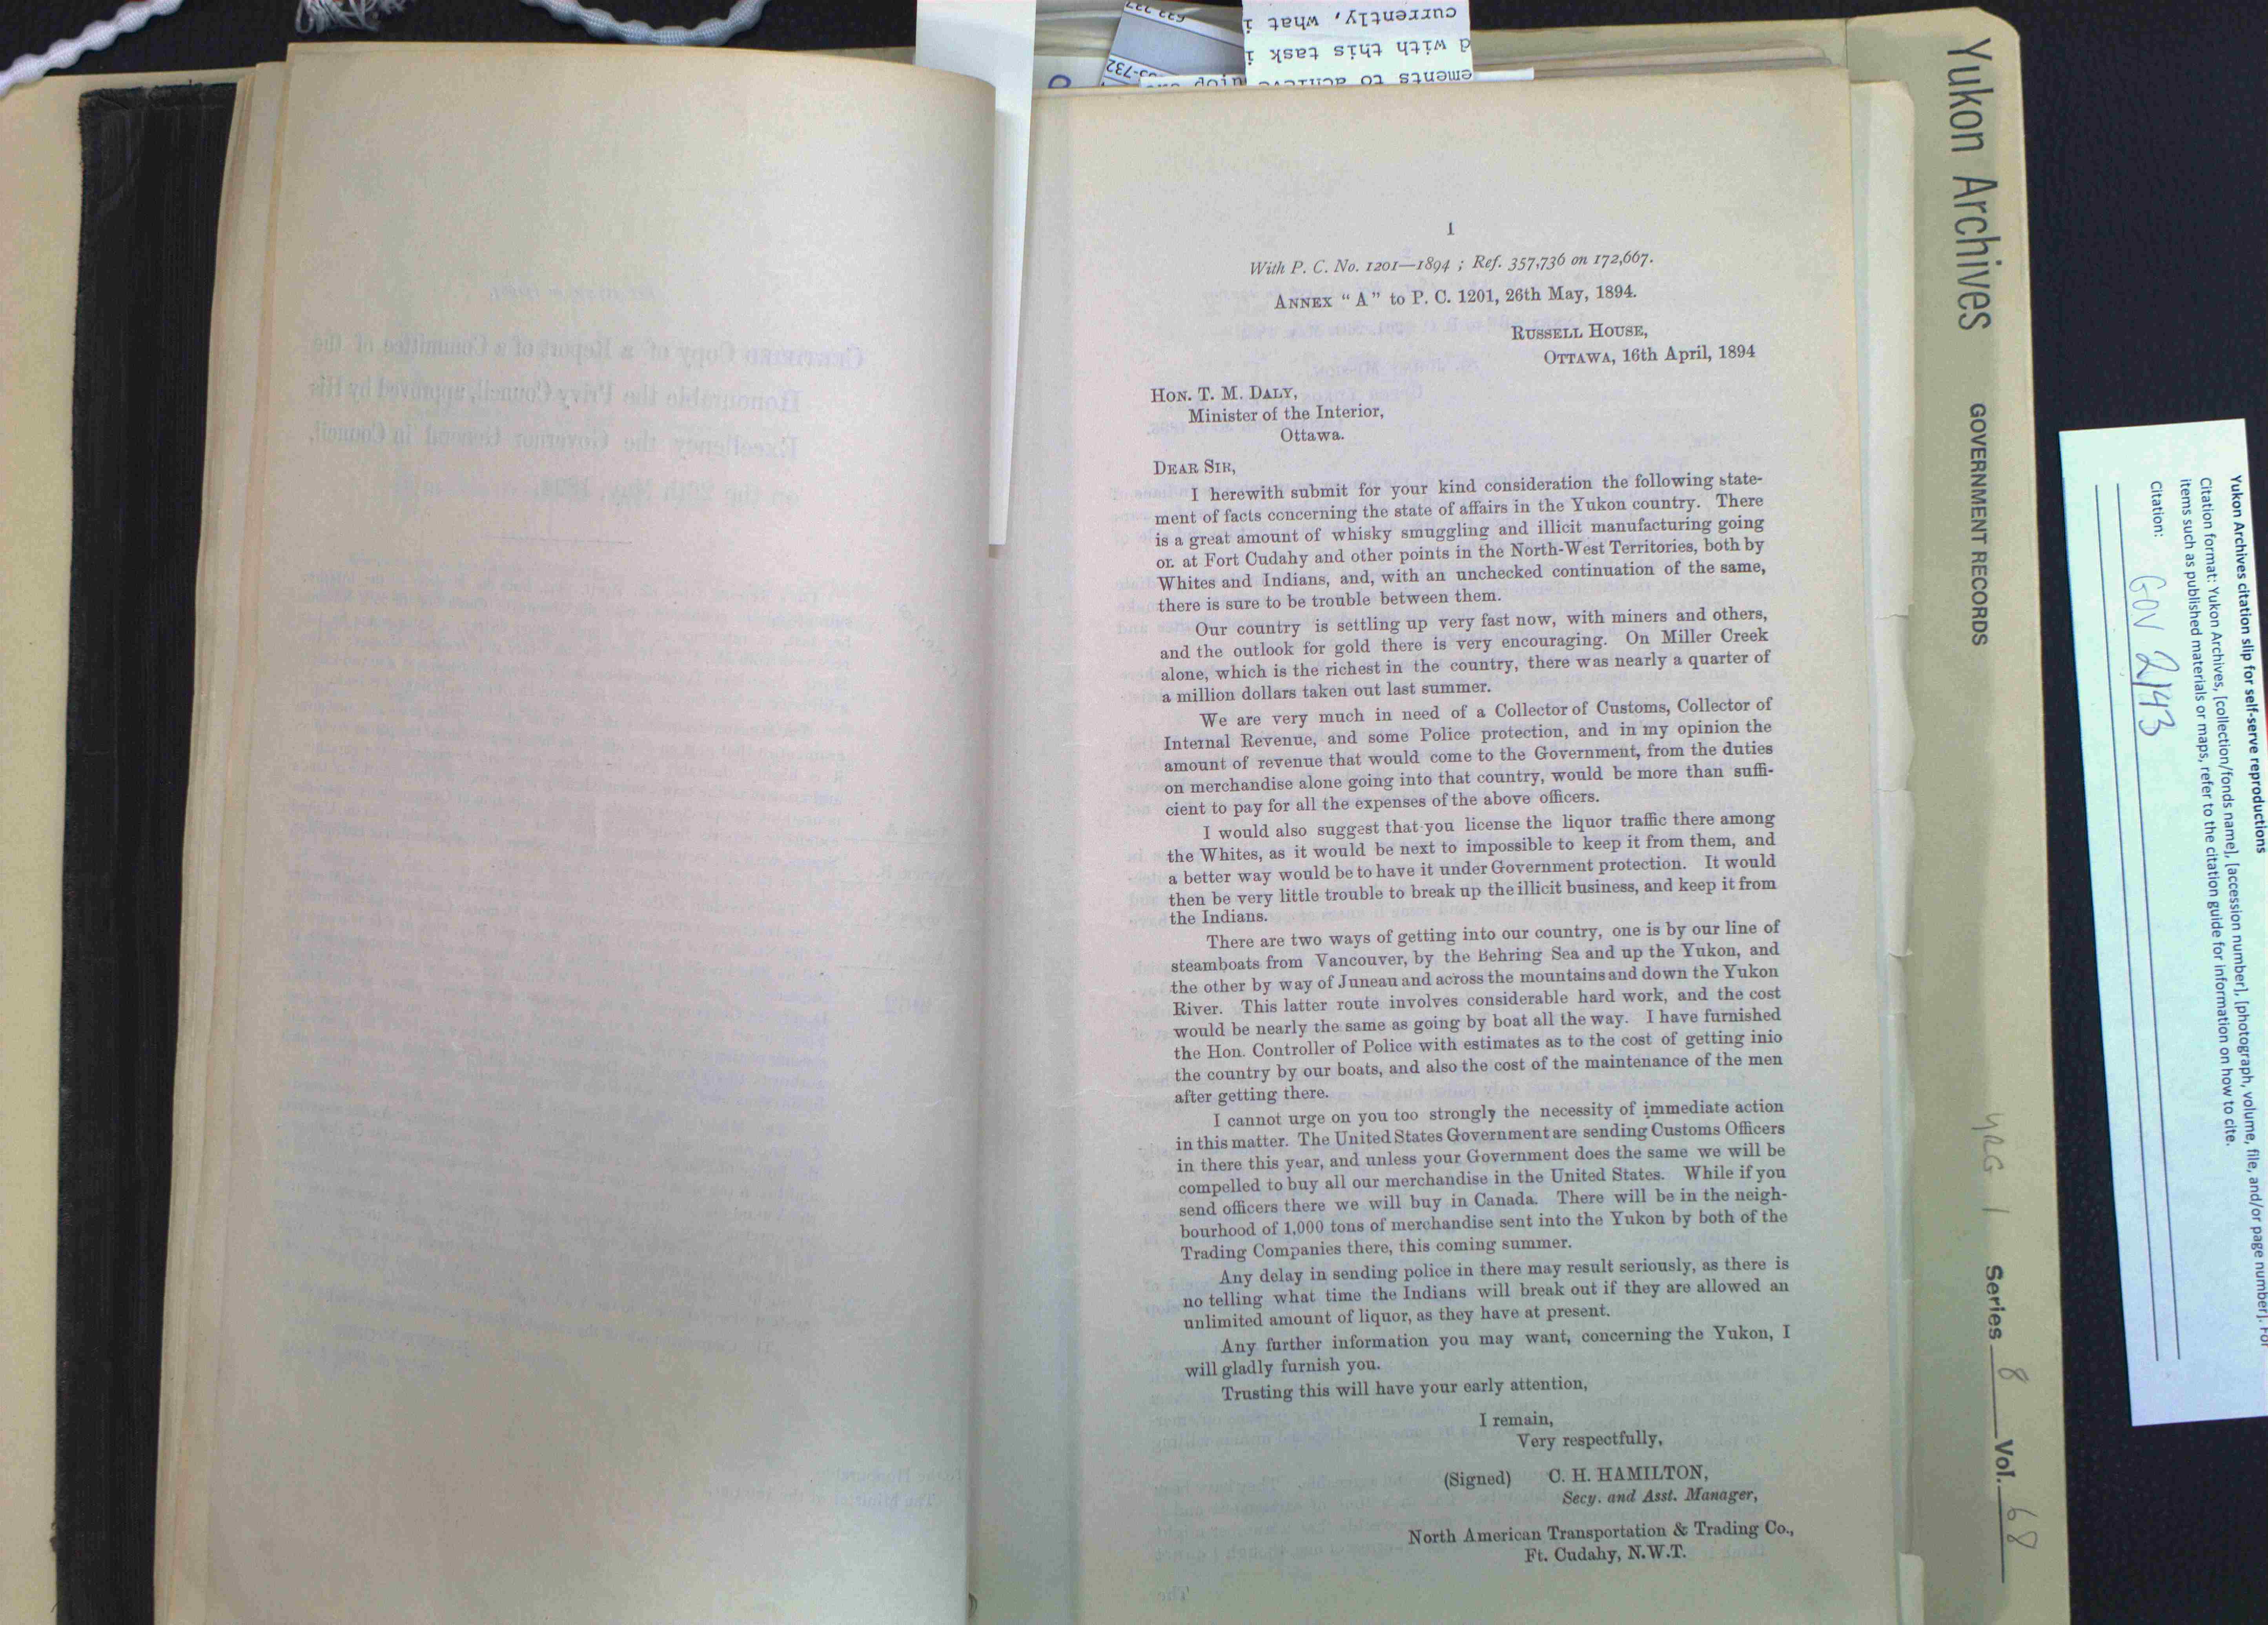 1
With P. C. No. 1201—1894 ; Ref. 357,736 on 172,667.
ANNEX "A" to P. C. 1201, 26th May, 1894.
RUSSELL HOUSE,
OTTAWA, 16th April, 1894
HON. T. M. DALY,
Minister of the Interior,
Ottawa.
DEAR SIR,
I herewith submit for your kind consideration the following state-
ment of facts concerning the state of affairs in the Yukon country. There
is a great amount of whisky smuggling and illicit manufacturing going
or. at Fort Cudahy and other points in the North-West Territories, both by
Whites and Indians, and, with an unchecked continuation of the same,
there is sure to be trouble between them.
Our country is settling up very fast now, with miners and others,
and the outlook for gold there is very encouraging. On Miller Creek
alone, which is the richest in the country, there was nearly a quarter of
a million dollars taken out last summer.
We are very much in need of a Collector of Customs, Collector of
Internal Revenue, and some Police protection, and in my opinion the
amount of revenue that would come to the Government, from the duties
on merchandise alone going into that country, would be more than suffi-
cient to pay for all the expenses of the above officers.
I would also suggest that you license the liquor traffic there among
the Whites, as it would be next to impossible to keep it from them, and
a better way would be to have it under Government protection. It would
then be very little trouble to break up the illicit business, and keep it from
the Indians.
There are two ways of getting into our country, one is by our line of
steamboats from Vancouver, by the Behring Sea and up the Yukon, and
the other by way of Juneau and across the mountains and down the Yukon
River. This latter route involves considerable hard work, and the cost
would be nearly the same as going by boat all the way. I have furnished
the Hon. Controller of Police with estimates as to the cost of getting inio
the country by our boats, and also the cost of the maintenance of the men
after getting there.
I cannot urge on you too strongly the necessity of immediate action
in this matter. The United States Government are sending Customs Officers
in there this year, and unless your Government does the same we will be
compelled to buy all our merchandise in the United States. While if you
send officers there we will buy in Canada. There will be in the neigh-
bourhood of 1,000 tons of merchandise sent into the Yukon by both of the
Trading Companies there, this coming summer.
Any delay in sending police in there may result seriously, as there is
no telling what time the Indians will break out if they are allowed an
unlimited amount of liquor, as they have at present.
Any further information you may want, concerning the Yukon, I
will gladly furnish you.
Trusting this will have your early attention,
I remain,
Very respectfully,
(Signed) C. H. HAMILTON,
Secy. and Asst. Manager,
North American Transportation & Trading Co.,
Ft. Cudahy, N.W.T.
Yukon Archives GOVERNMENT RECORDS YRG 1 Series 8 Vol. 68
Yukon Archives citation slip for self-serve reproductions
Citation format: Yukon Archives, [collection/fonds name], [accession number], [photograph, volume, file, and/or page number]. For
items such as published materials or maps, refer to the citation guide for information on how to cite.
Citation: GOV 2143
currently, what i
d with this task i
ements to achieve